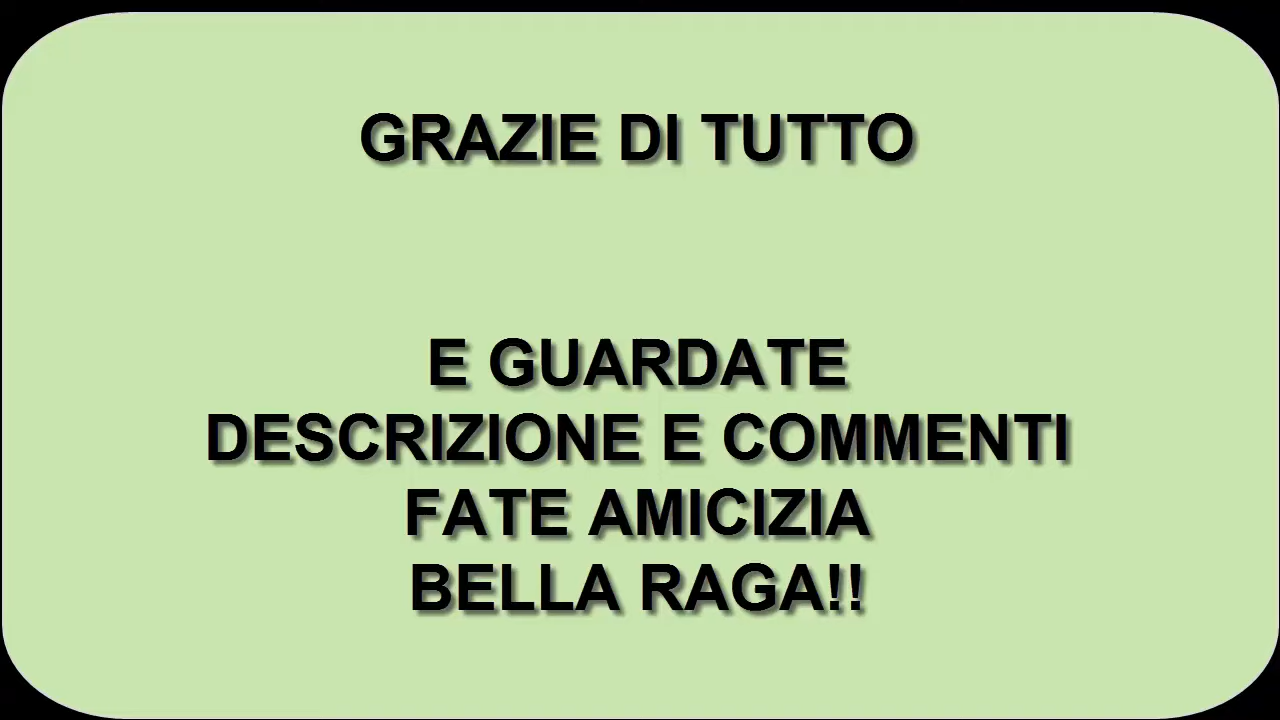 GRAZIE DI TUTTO
E GUARDATE
DESCRIZIONE E COMMENTI
FATE AMICIZIA
BELLA RAGA!!